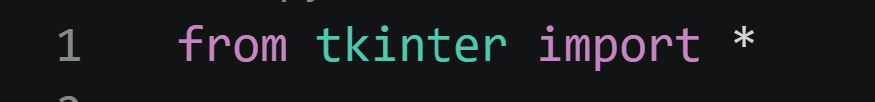 1 from tkinter import *